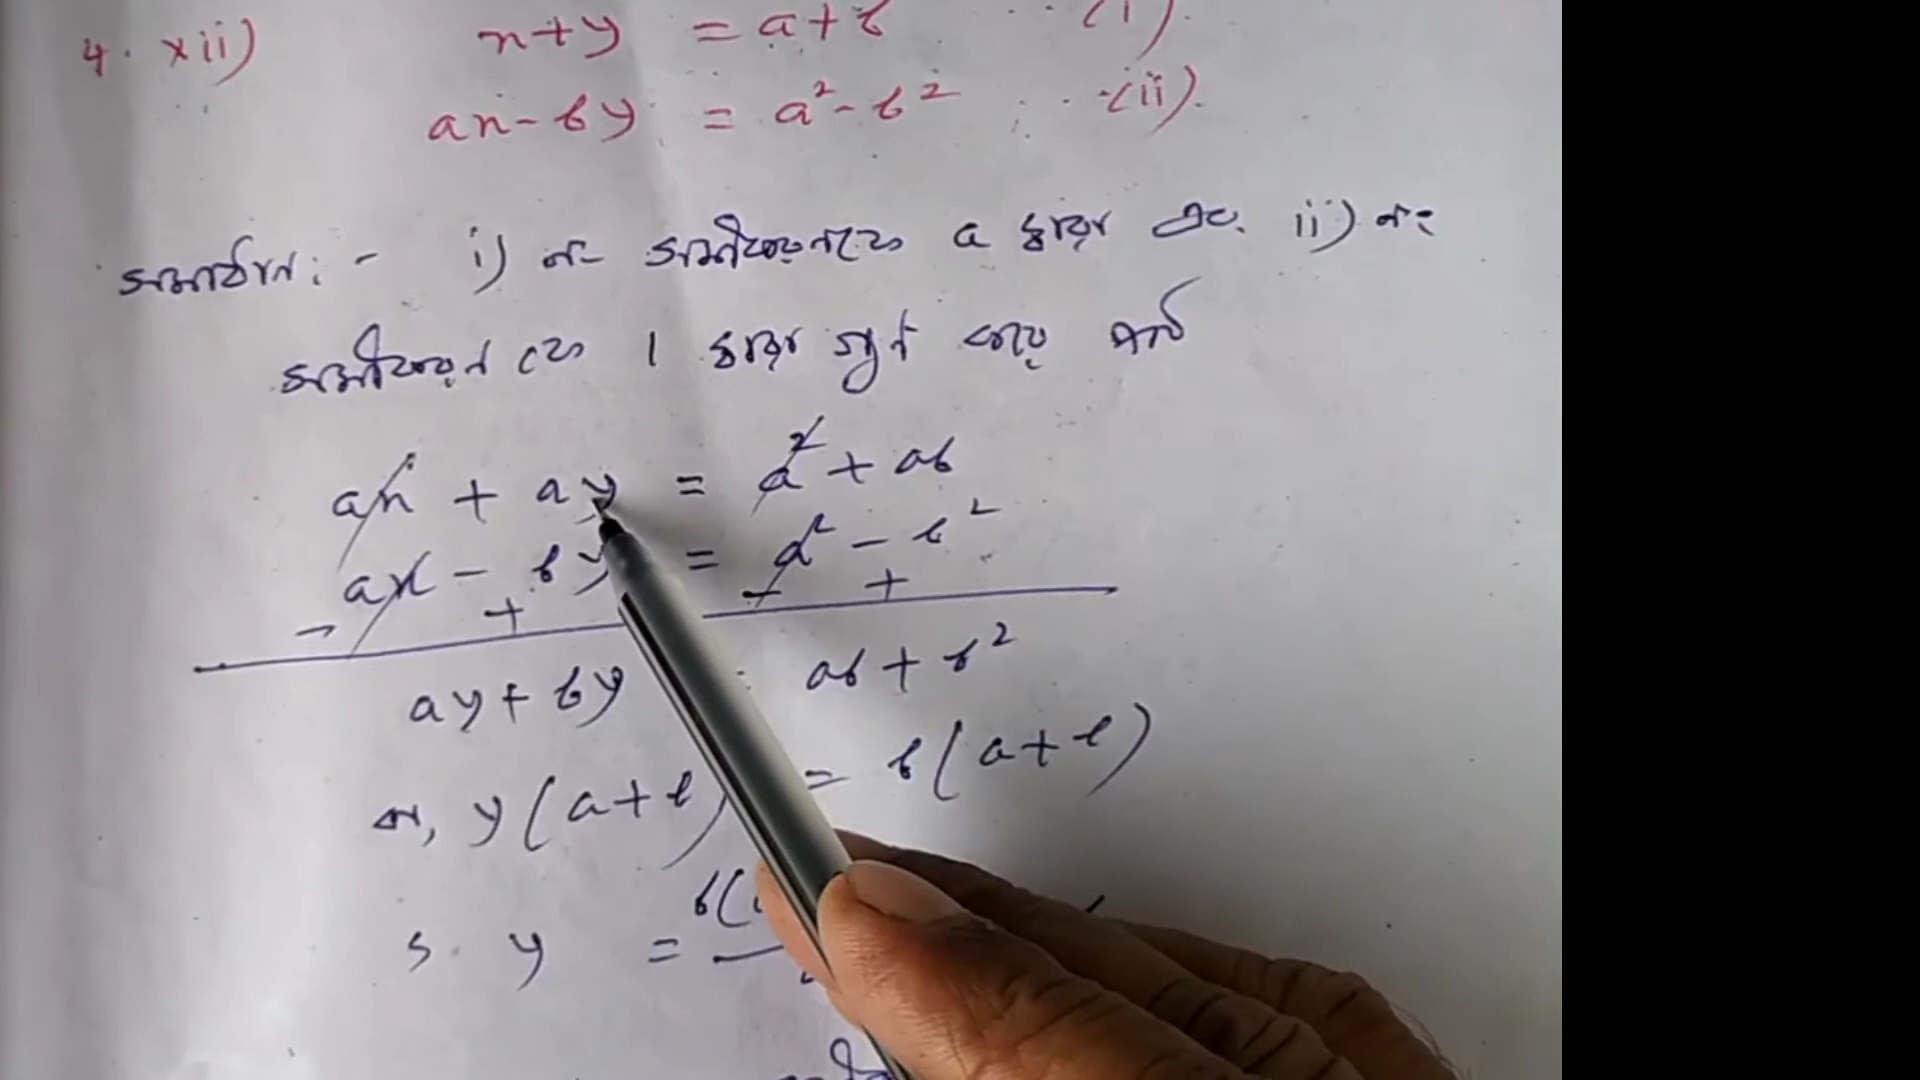 4. xii) x+y = a+b ... (i).
ax-by = a²-b² ... (ii).
সমাধান :- i) নং সমীকরণকে a দ্বারা এবং ii) নং
সমীকরণ কে 1 দ্বারা গুণ করে পাই
ax + ay = a² + ab
ax - by = a² - b²
- + - +
ay + by = ab + b²
বা, y(a+b) = b(a+b)
y = b(